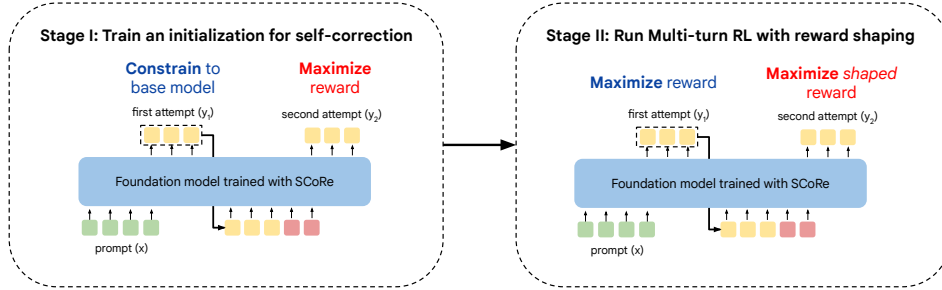 Stage I: Train an initialization for self-correction
Constrain to
base model
Maximize
reward
first attempt (y₁)
second attempt (y₂)
Foundation model trained with SCoRe
prompt (x)
Stage II: Run Multi-turn RL with reward shaping
Maximize reward
Maximize shaped
reward
first attempt (y₁)
second attempt (y₂)
Foundation model trained with SCoRe
prompt (x)